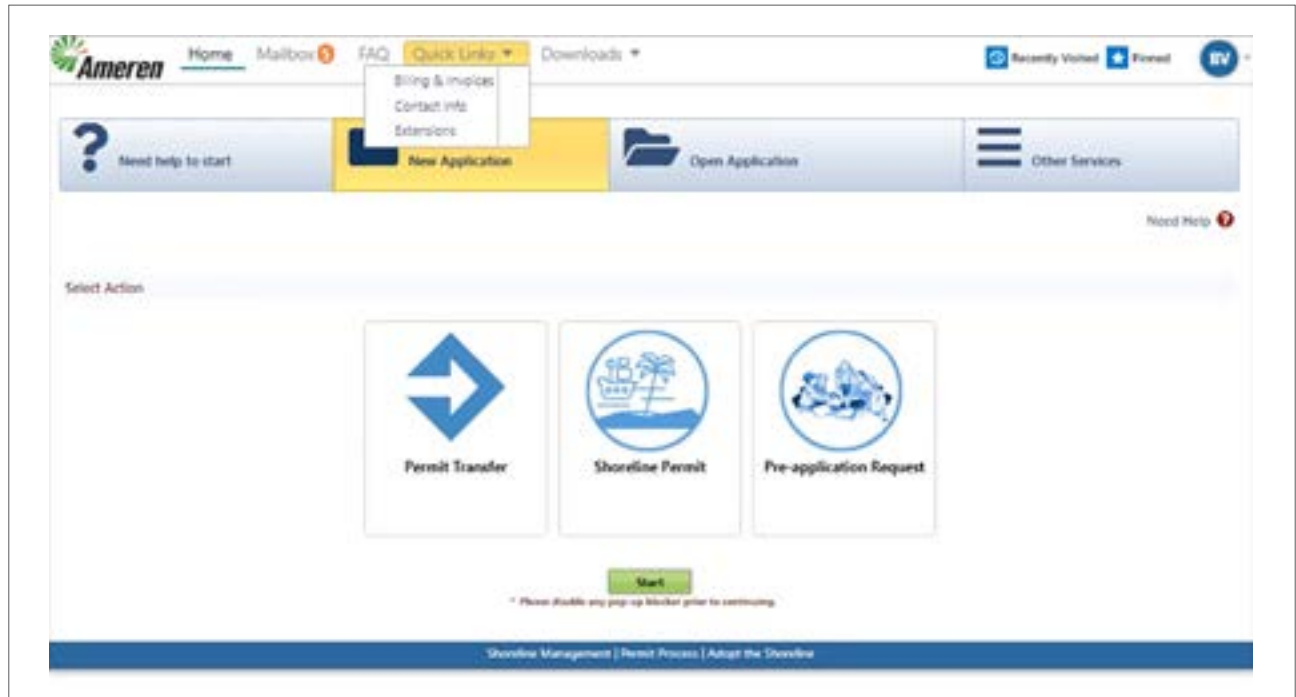 Ameren Home Mailbox 5 FAQ Quick Links Downloads Recently Visited Pinned BV
Billing & Invoices
Contact Info
Extensions
? Need help to start New Application Open Application Other Services
Need Help ?
Select Action
Permit Transfer Shoreline Permit Pre-application Request
Start
* Please disable any pop-up blocker prior to continuing.
Shoreline Management | Permit Process | Adopt the Shoreline